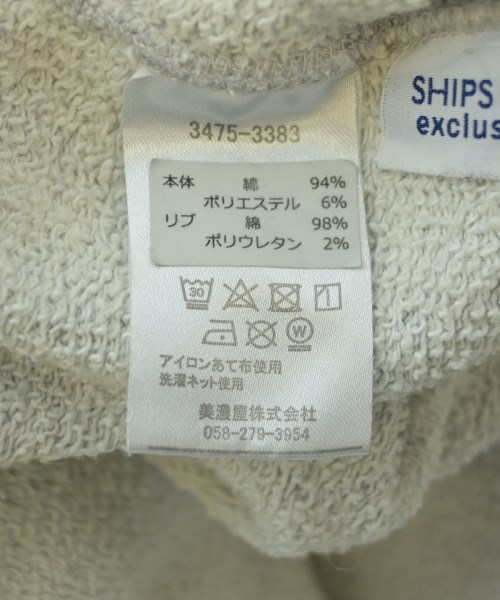 SHIPS
exclus
3475-3383
本体 綿 94%
ポリエステル 6%
リブ 綿 98%
ポリウレタン 2%
30
W
アイロンあて布使用
洗濯ネット使用
美濃屋株式会社
058-279-3954